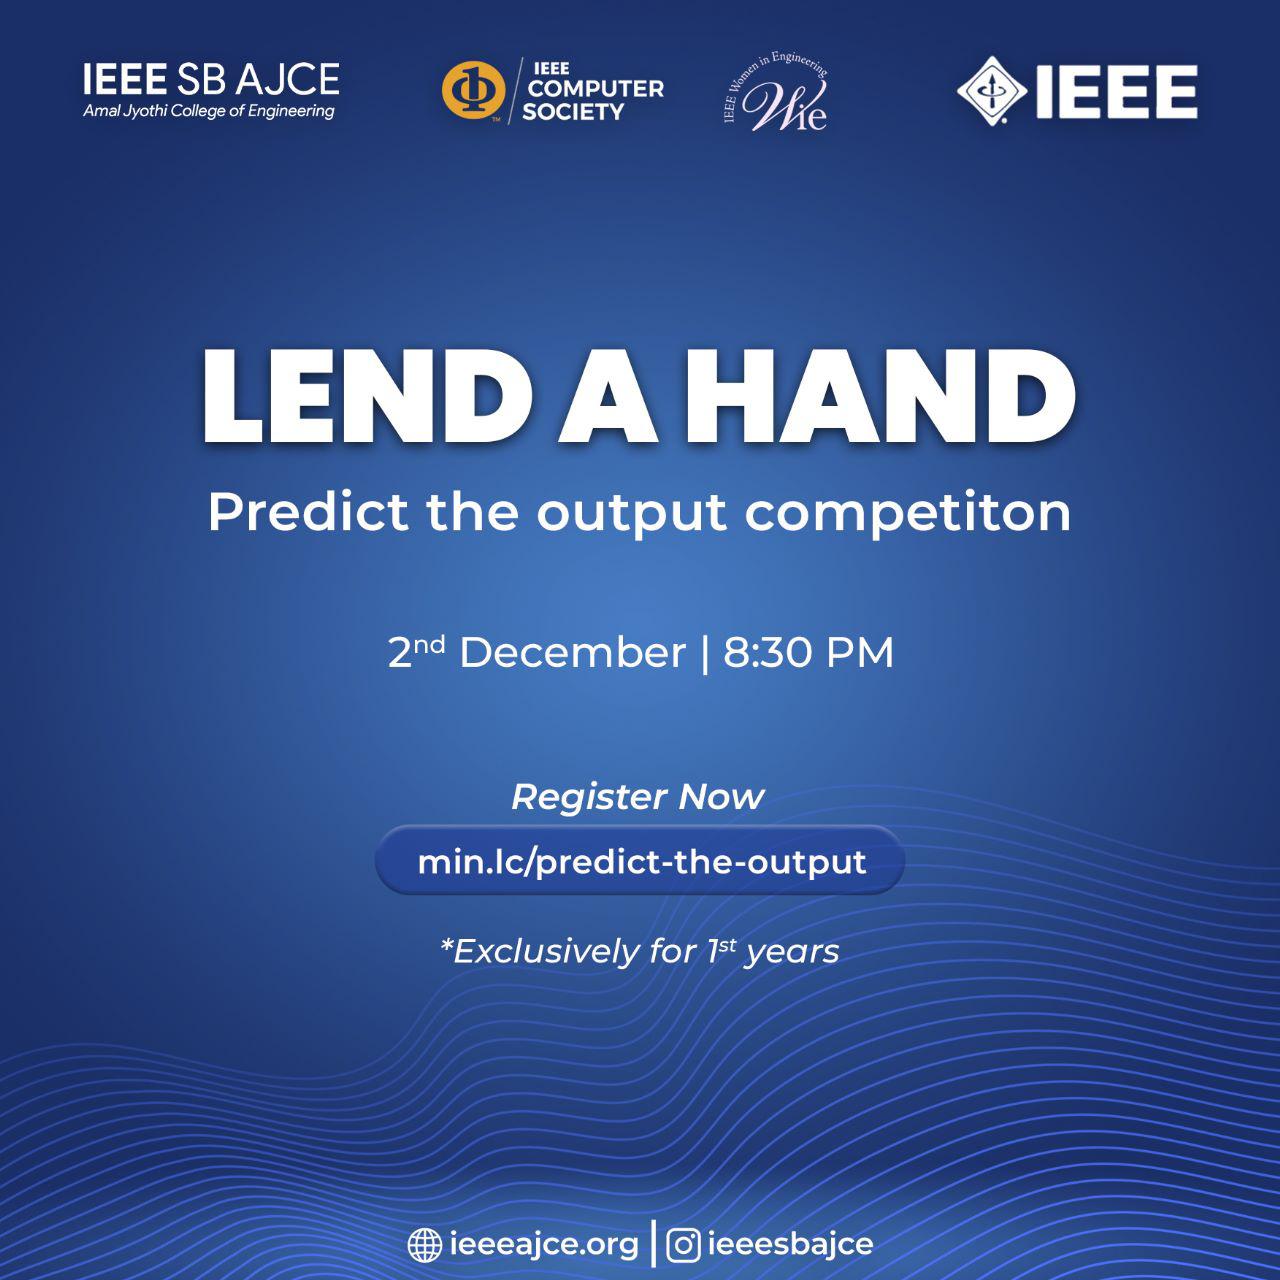 IEEE SB AJCE
Amal Jyothi College of Engineering
IEEE
COMPUTER
SOCIETY
TM
IEEE Women in Engineering
Wie
IEEE
LEND A HAND
Predict the output competiton
2nd December | 8:30 PM
Register Now
min.lc/predict-the-output
*Exclusively for 1st years
ieeeajce.org | ieeesbajce